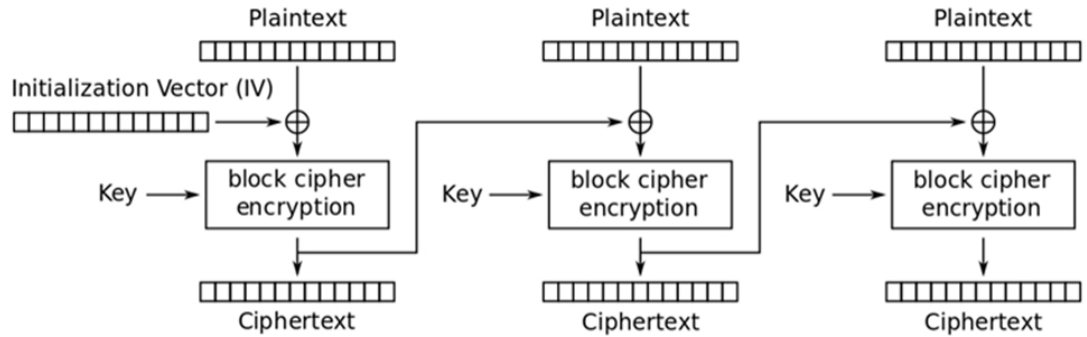 Plaintext
Plaintext
Plaintext
Initialization Vector (IV)
Key
block cipher
encryption
Key
block cipher
encryption
Key
block cipher
encryption
Ciphertext
Ciphertext
Ciphertext